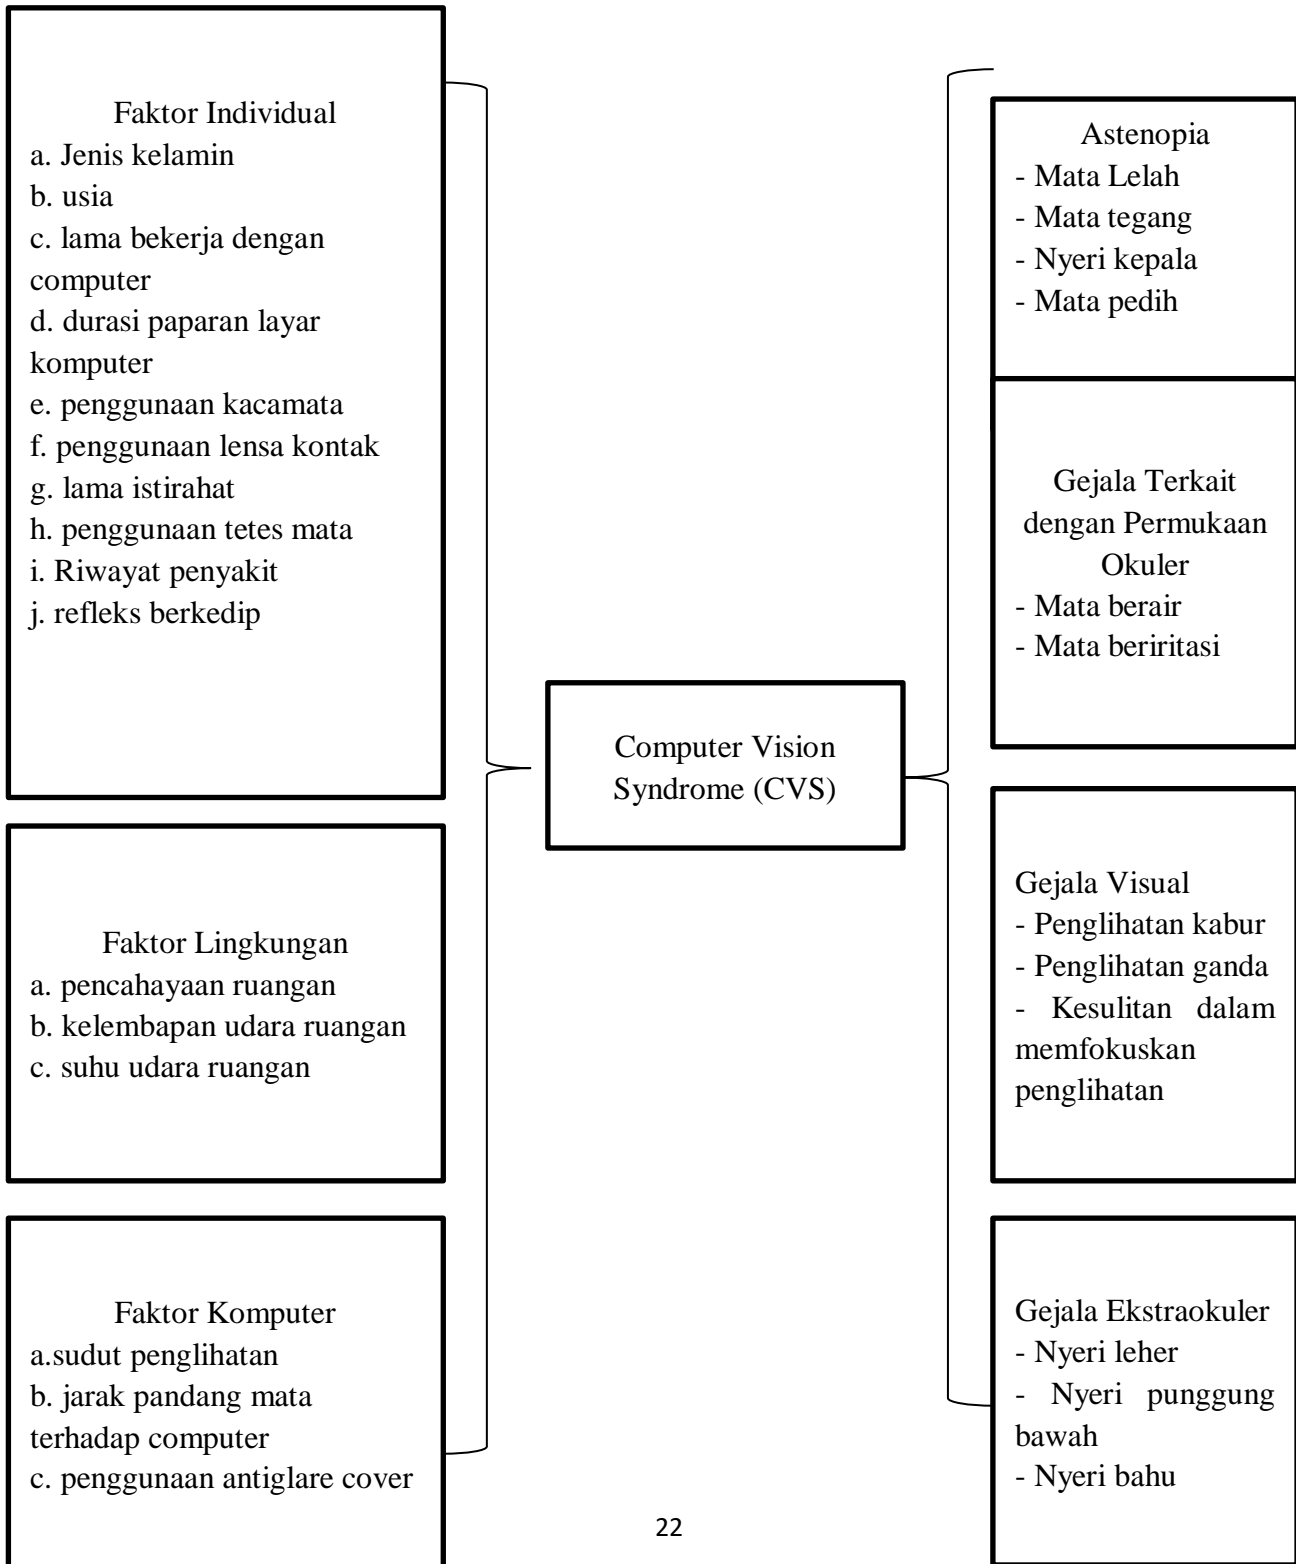 Faktor Individual
a. Jenis kelamin
b. usia
c. lama bekerja dengan
computer
d. durasi paparan layar
komputer
e. penggunaan kacamata
f. penggunaan lensa kontak
g. lama istirahat
h. penggunaan tetes mata
i. Riwayat penyakit
j. refleks berkedip
Faktor Lingkungan
a. pencahayaan ruangan
b. kelembapan udara ruangan
c. suhu udara ruangan
Faktor Komputer
a.sudut penglihatan
b. jarak pandang mata
terhadap computer
c. penggunaan antiglare cover
Computer Vision
Syndrome (CVS)
Astenopia
- Mata Lelah
- Mata tegang
- Nyeri kepala
- Mata pedih
Gejala Terkait
dengan Permukaan
Okuler
- Mata berair
- Mata beriritasi
Gejala Visual
- Penglihatan kabur
- Penglihatan ganda
- Kesulitan dalam
memfokuskan
penglihatan
Gejala Ekstraokuler
- Nyeri leher
- Nyeri punggung
bawah
- Nyeri bahu
22